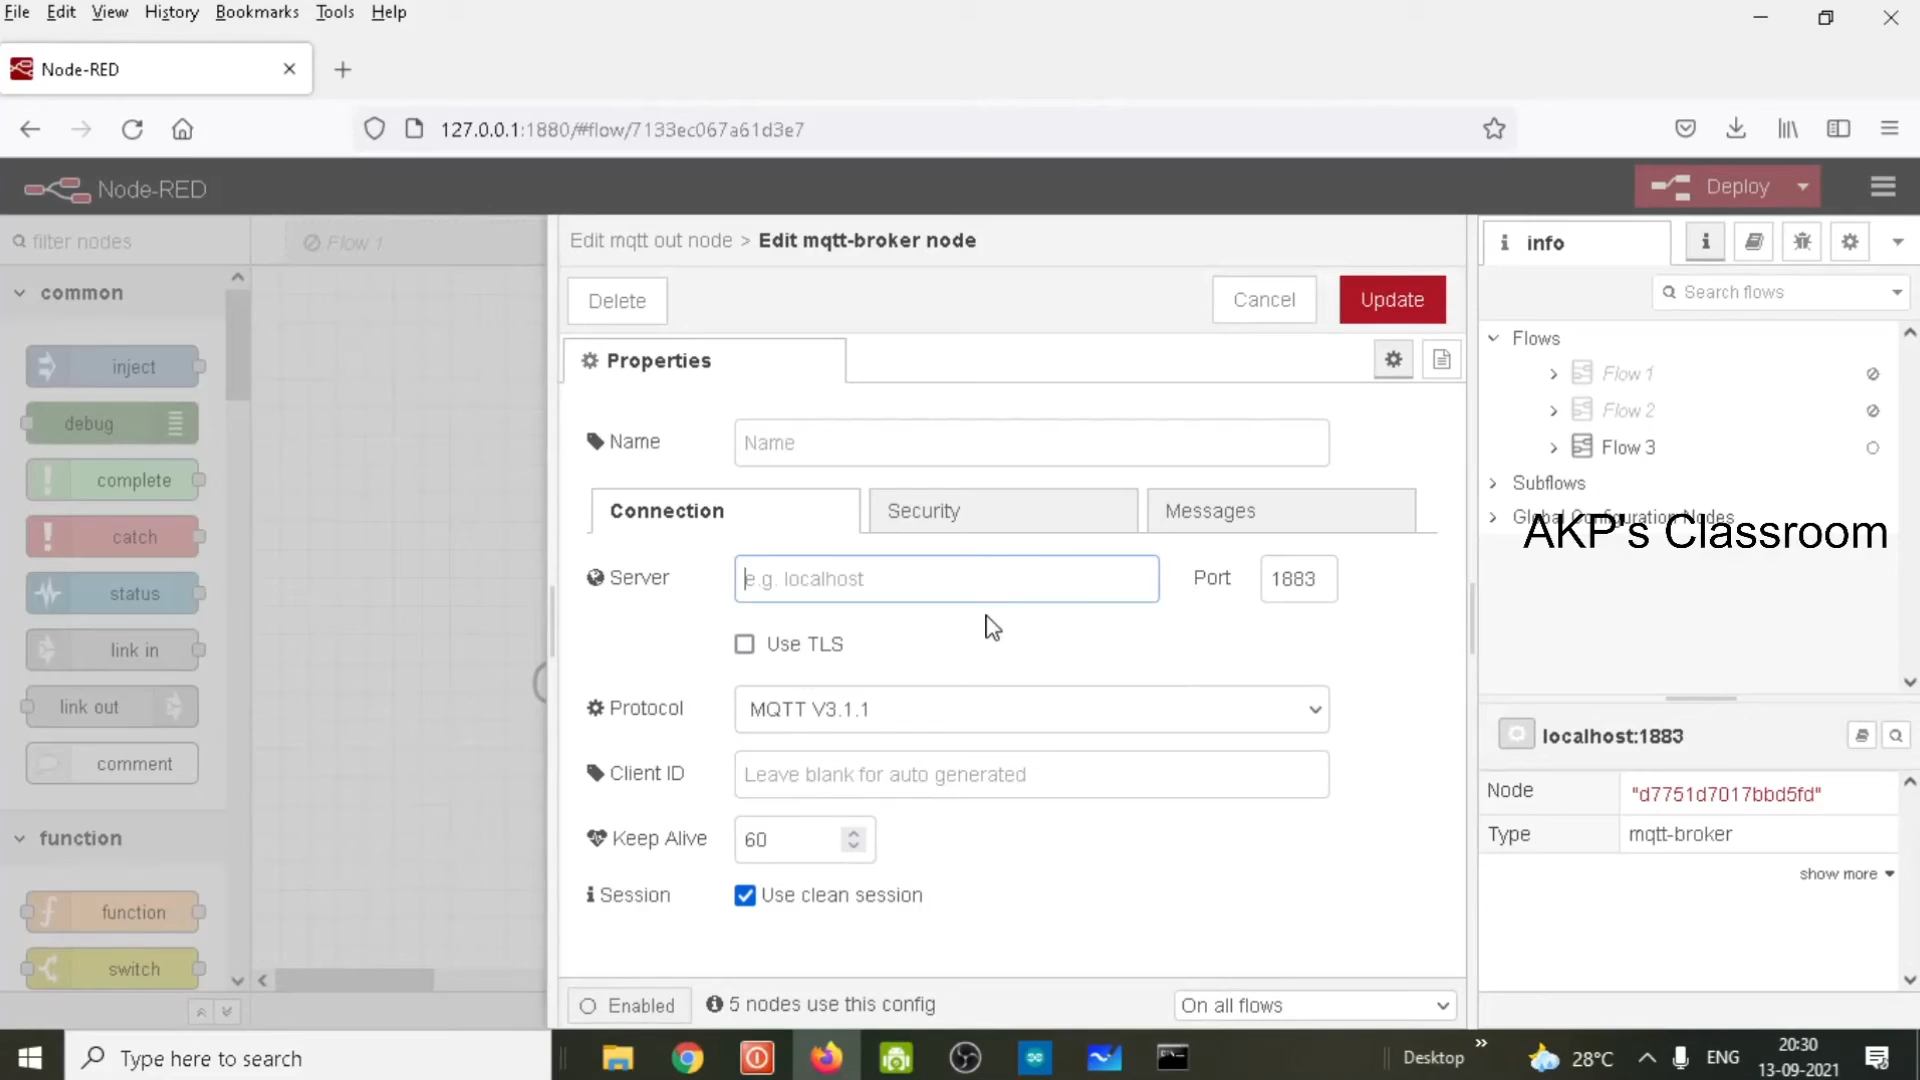 File Edit View History Bookmarks Tools Help
Node-RED
127.0.0.1:1880/#flow/7133ec067a61d3e7
Node-RED
Deploy
filter nodes
Flow 1
common
inject
debug
complete
catch
status
link in
link out
comment
function
function
switch
Edit mqtt out node > Edit mqtt-broker node
Delete
Cancel
Update
Properties
Name
Name
Connection
Security
Messages
Server
e.g. localhost
Port
1883
Use TLS
Protocol
MQTT V3.1.1
Client ID
Leave blank for auto generated
Keep Alive
60
Session
Use clean session
Enabled
5 nodes use this config
On all flows
info
Search flows
Flows
Flow 1
Flow 2
Flow 3
Subflows
Global Configuration Nodes
AKP's Classroom
localhost:1883
Node
"d7751d7017bbd5fd"
Type
mqtt-broker
show more
Type here to search
Desktop
28°C
ENG
20:30
13-09-2021